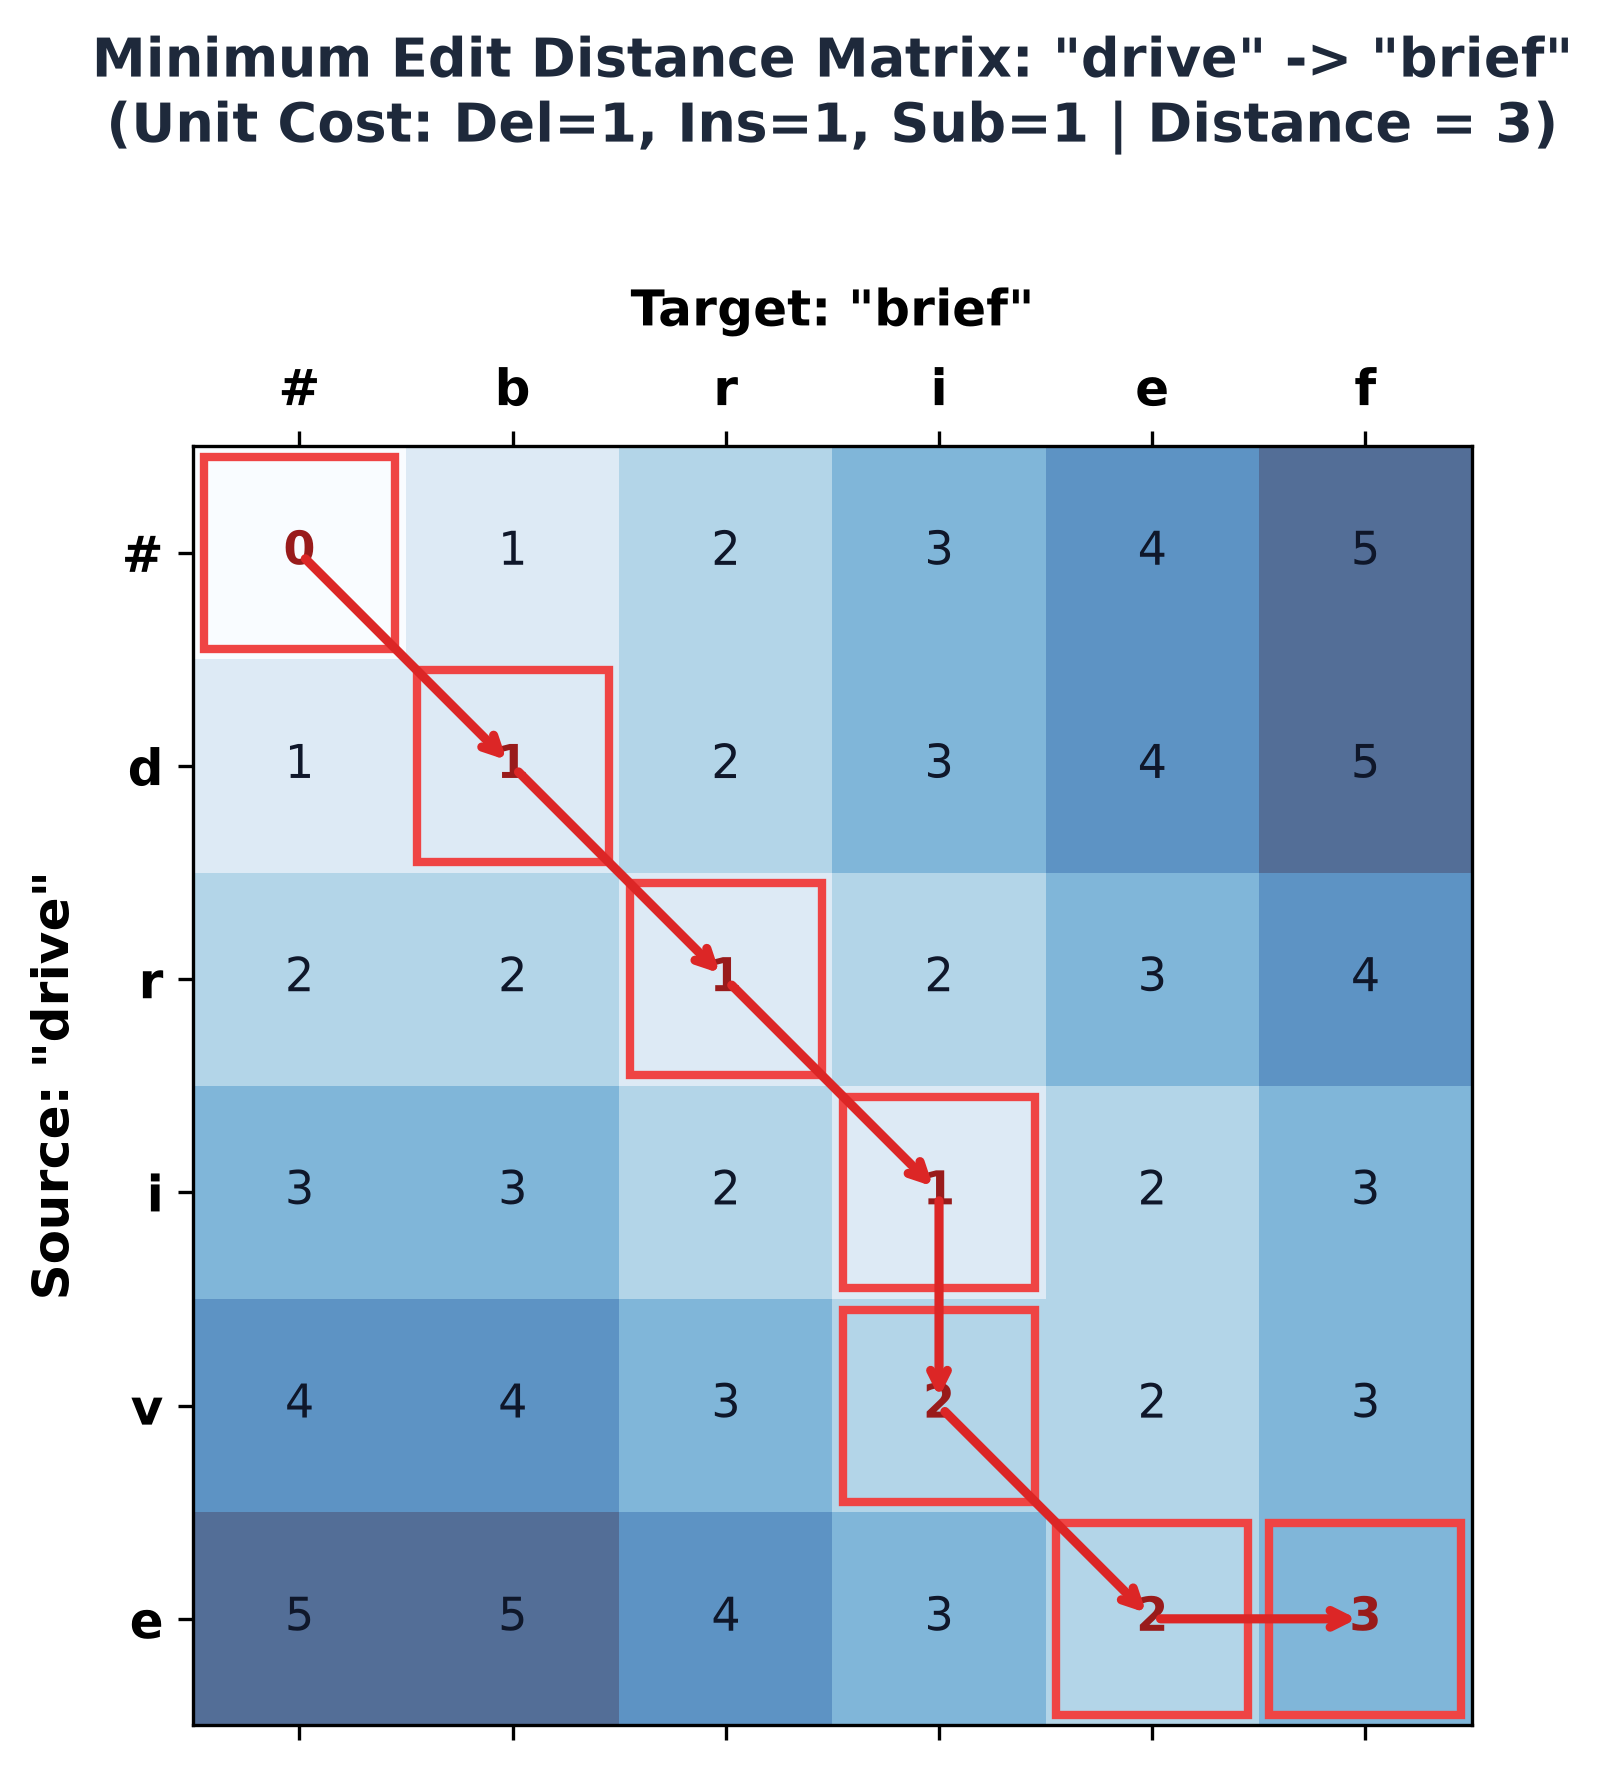 Minimum Edit Distance Matrix: "drive" -> "brief"
(Unit Cost: Del=1, Ins=1, Sub=1 | Distance = 3)
Target: "brief"
# b r i e f
Source: "drive"
# 0 1 2 3 4 5
d 1 1 2 3 4 5
r 2 2 1 2 3 4
i 3 3 2 1 2 3
v 4 4 3 2 2 3
e 5 5 4 3 2 3